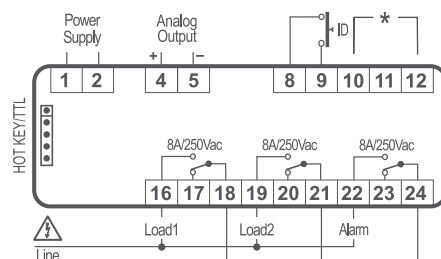 Power
Supply
Analog
Output
+ −
ID
*
1 2 4 5 8 9 10 11 12
HOT KEY/TTL
8A/250Vac 8A/250Vac 8A/250Vac
16 17 18 19 20 21 22 23 24
Load1 Load2 Alarm
Line